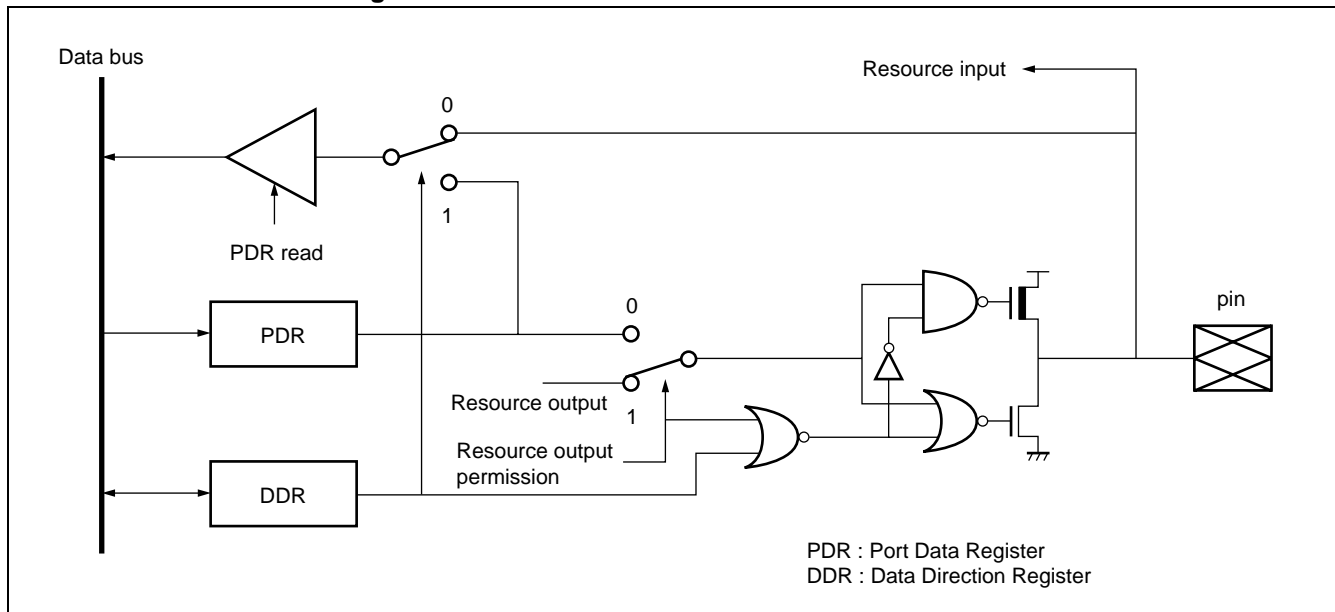 Data bus
Resource input
0
1
PDR read
pin
0
PDR
Resource output
1
Resource output
permission
DDR
PDR : Port Data Register
DDR : Data Direction Register